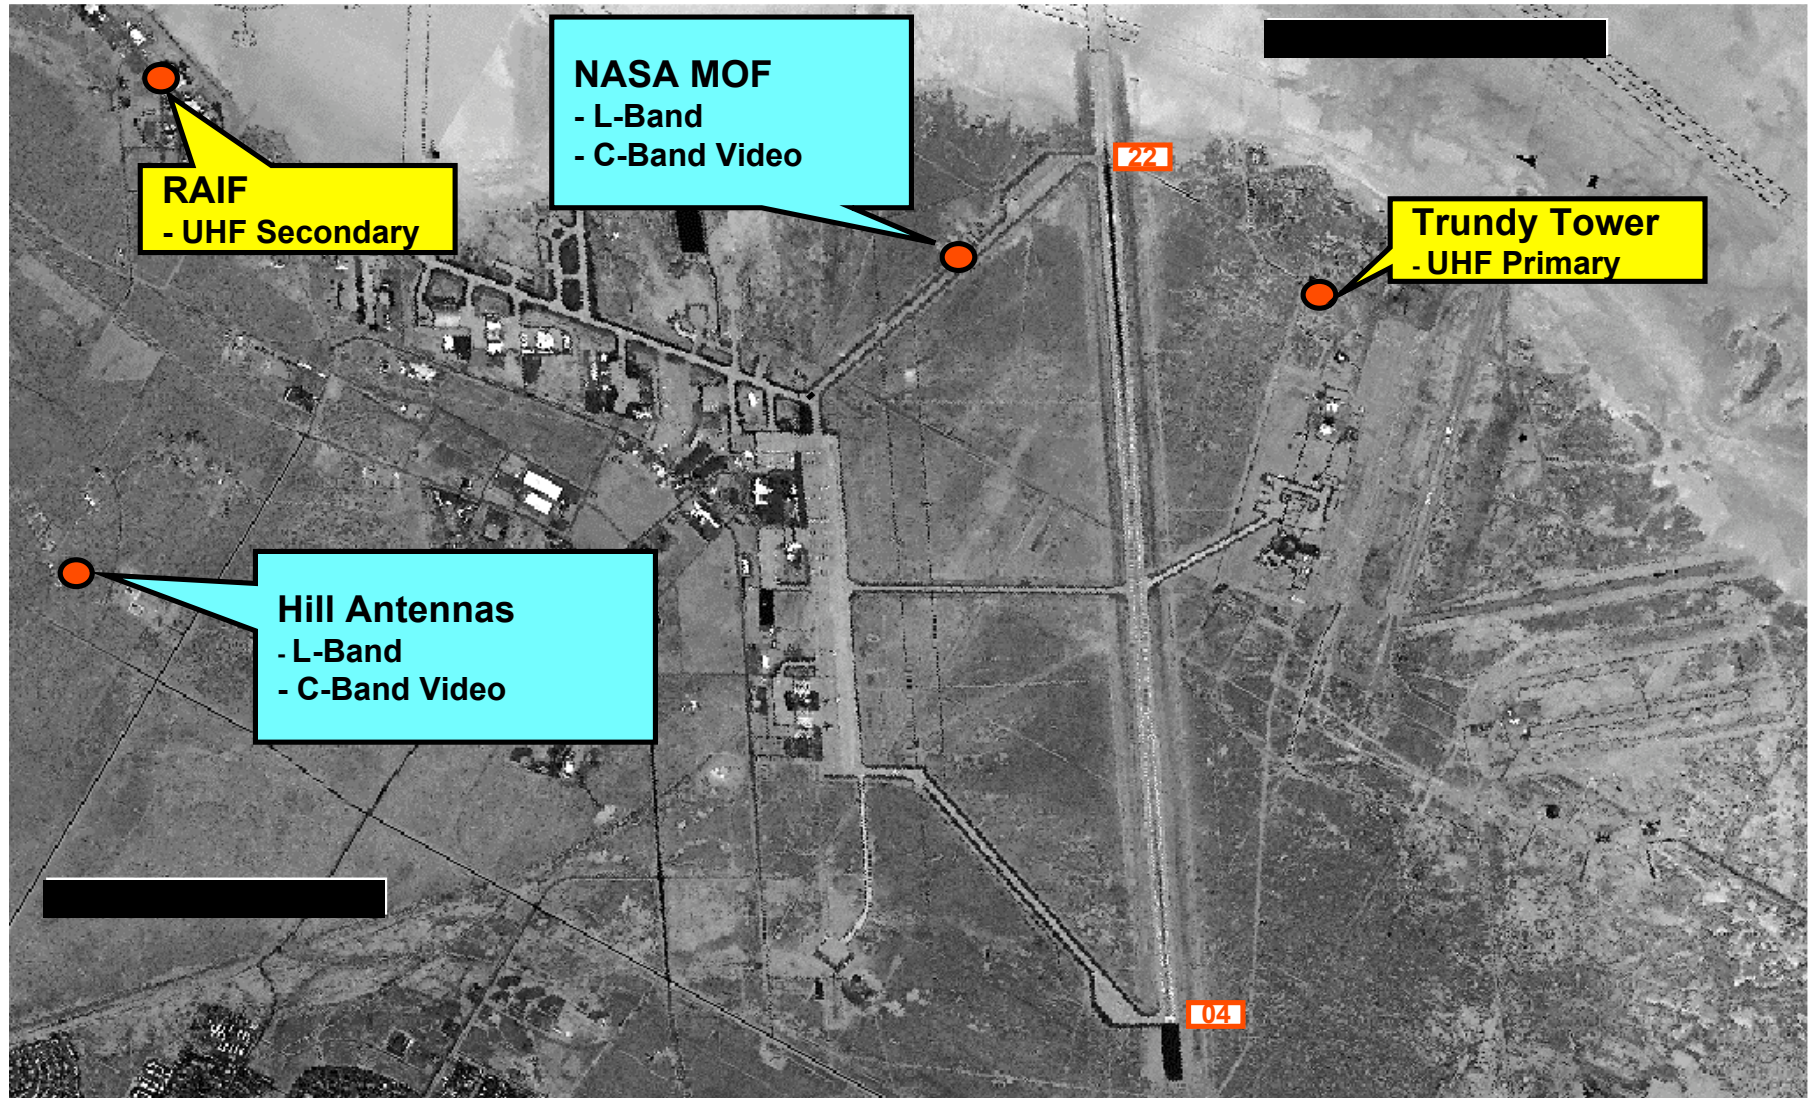 NASA MOF
- L-Band
- C-Band Video
22
RAIF
- UHF Secondary
Trundy Tower
- UHF Primary
Hill Antennas
- L-Band
- C-Band Video
04